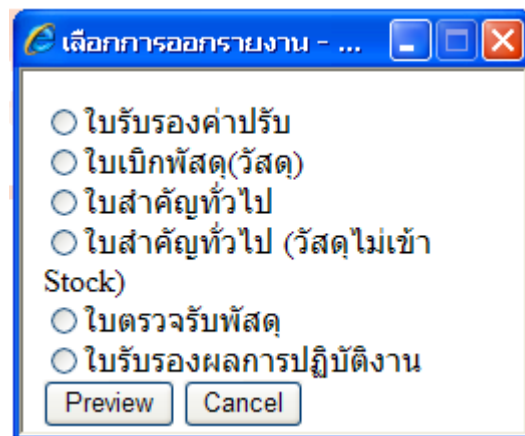 เลือกการออกรายงาน - ...
ใบรับรองค่าปรับ
ใบเบิกพัสดุ(วัสดุ)
ใบสำคัญทั่วไป
ใบสำคัญทั่วไป (วัสดุไม่เข้า
Stock)
ใบตรวจรับพัสดุ
ใบรับรองผลการปฏิบัติงาน
Preview Cancel